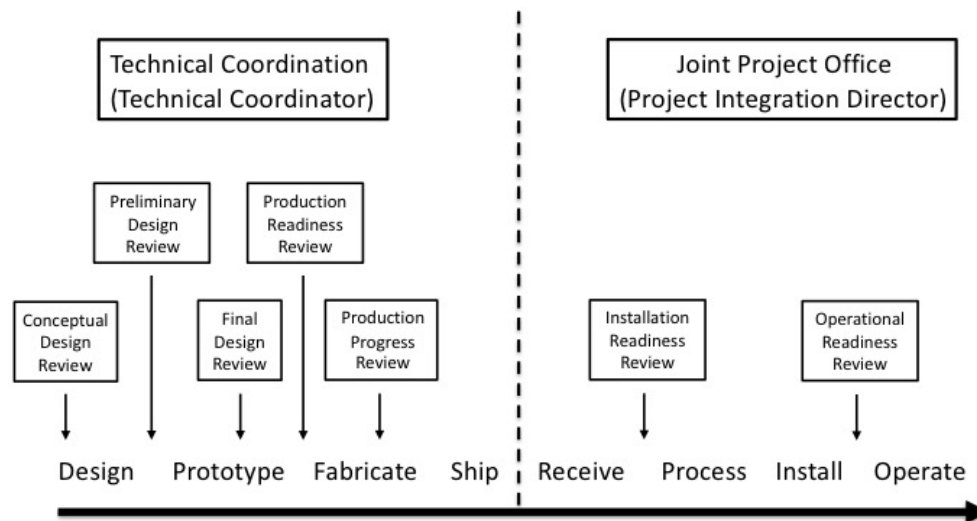 Technical Coordination
(Technical Coordinator)
Joint Project Office
(Project Integration Director)
Preliminary
Design
Review
Production
Readiness
Review
Conceptual
Design
Review
Final
Design
Review
Production
Progress
Review
Installation
Readiness
Review
Operational
Readiness
Review
Design Prototype Fabricate Ship Receive Process Install Operate